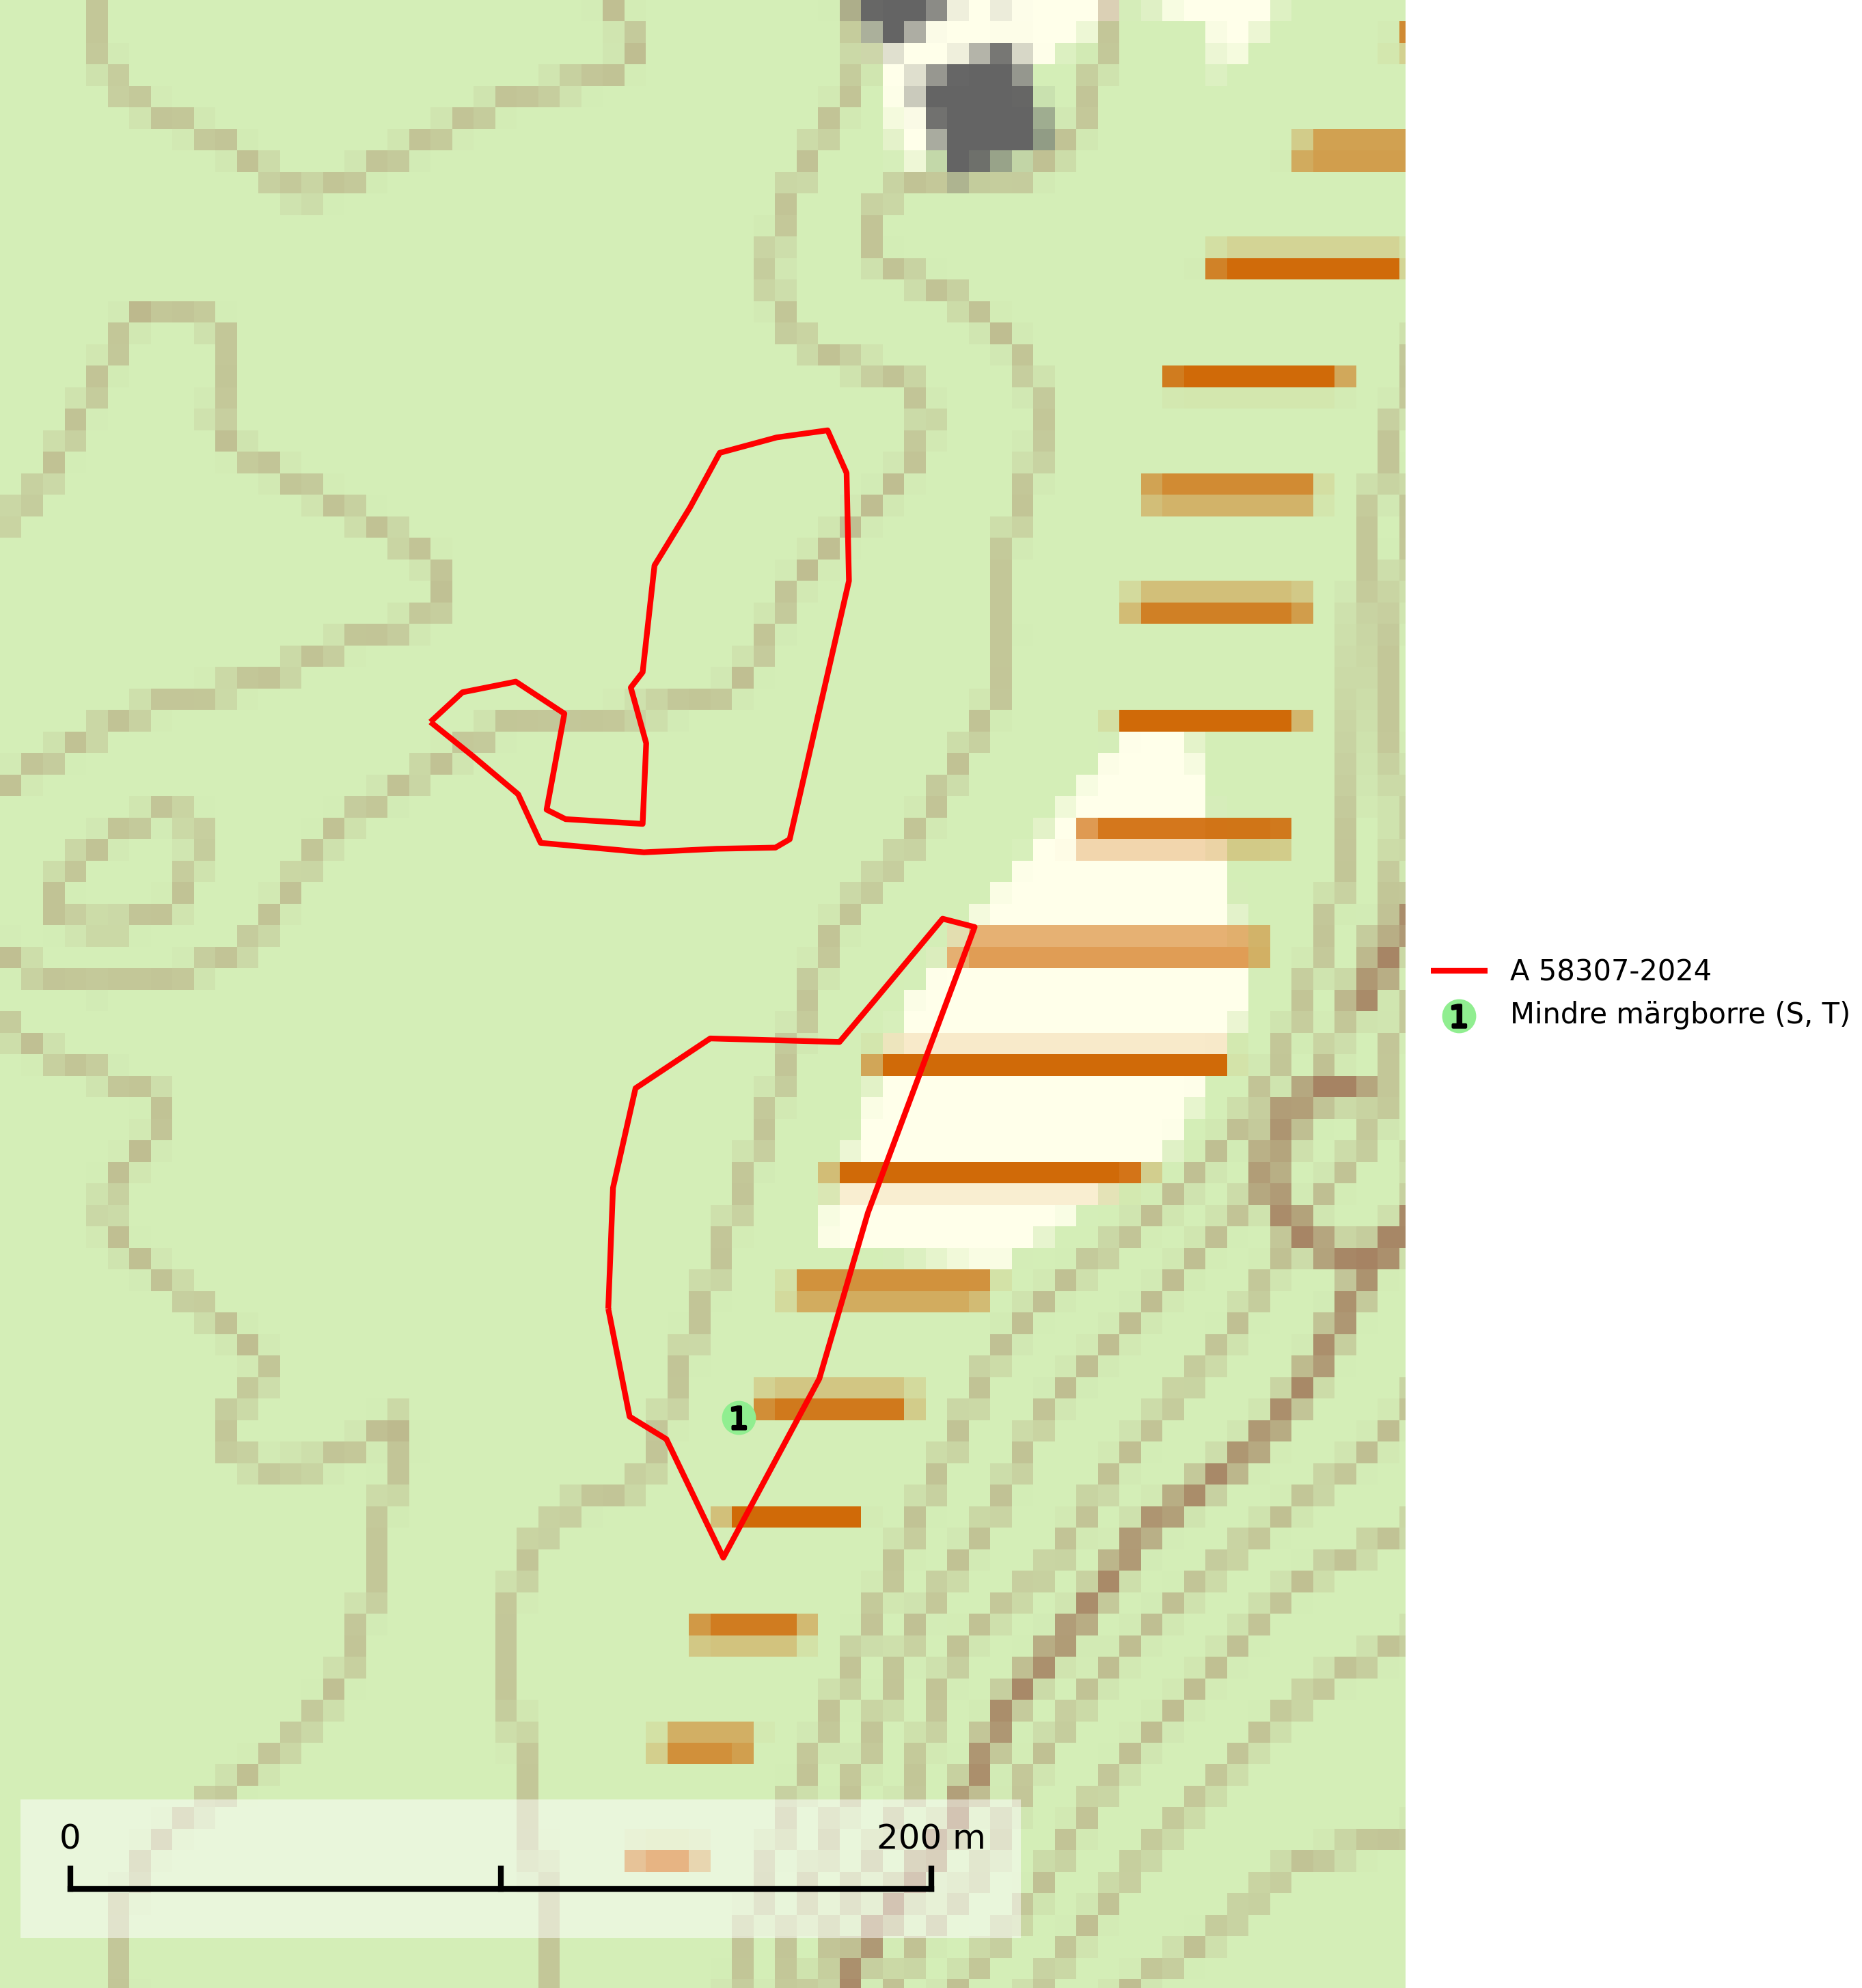 A 58307-2024
1 Mindre märgborre (S, T)
1
0 200 m